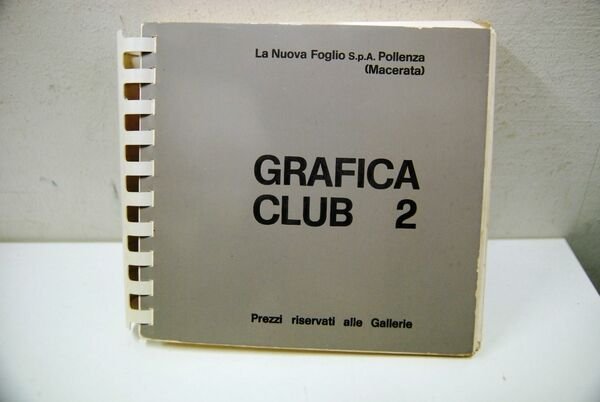 La Nuova Foglio S.p.A. Pollenza
(Macerata)
GRAFICA
CLUB 2
Prezzi riservati alle Gallerie